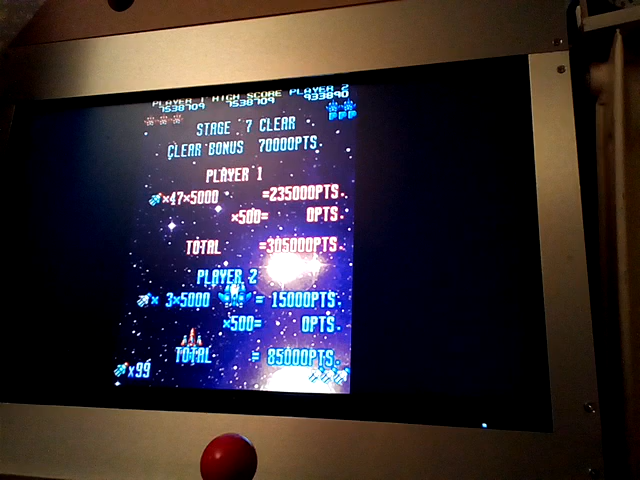 PLAYER 1 HIGH SCORE PLAYER 2
1538709 1538709 933890
STAGE 7 CLEAR
CLEAR BONUS 70000PTS.
PLAYER 1
×47×5000 =235000PTS.
×500= 0PTS.
TOTAL =305000PTS.
PLAYER 2
× 3×5000 = 15000PTS.
×500= 0PTS.
TOTAL = 85000PTS.
×99